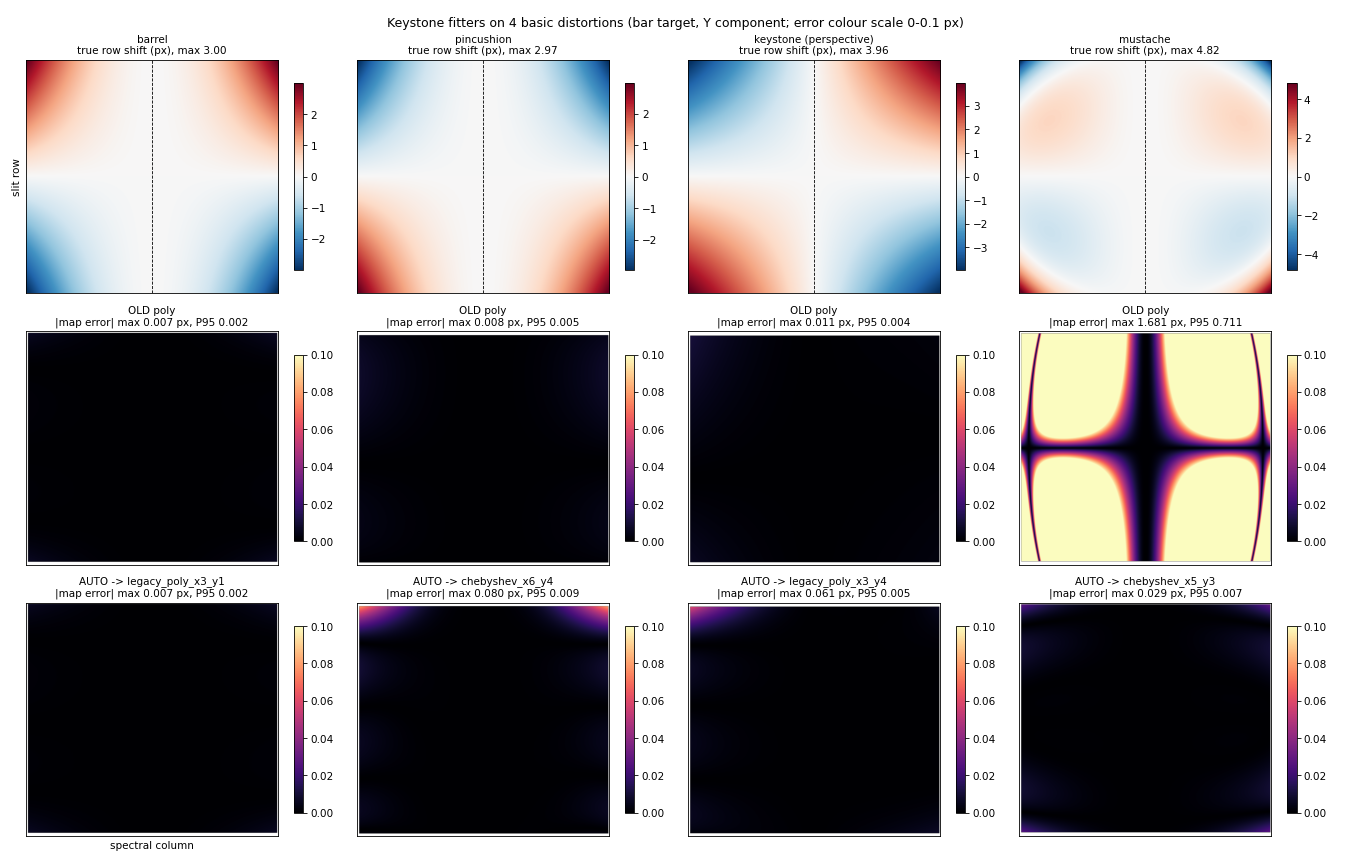 Keystone fitters on 4 basic distortions (bar target, Y component; error colour scale 0-0.1 px)
barrel
true row shift (px), max 3.00
pincushion
true row shift (px), max 2.97
keystone (perspective)
true row shift (px), max 3.96
mustache
true row shift (px), max 4.82
slit row
2
1
0
−1
−2
2
1
0
−1
−2
3
2
1
0
−1
−2
−3
4
2
0
−2
−4
OLD poly
|map error| max 0.007 px, P95 0.002
OLD poly
|map error| max 0.008 px, P95 0.005
OLD poly
|map error| max 0.011 px, P95 0.004
OLD poly
|map error| max 1.681 px, P95 0.711
0.10
0.08
0.06
0.04
0.02
0.00
0.10
0.08
0.06
0.04
0.02
0.00
0.10
0.08
0.06
0.04
0.02
0.00
0.10
0.08
0.06
0.04
0.02
0.00
AUTO -> legacy_poly_x3_y1
|map error| max 0.007 px, P95 0.002
AUTO -> chebyshev_x6_y4
|map error| max 0.080 px, P95 0.009
AUTO -> legacy_poly_x3_y4
|map error| max 0.061 px, P95 0.005
AUTO -> chebyshev_x5_y3
|map error| max 0.029 px, P95 0.007
0.10
0.08
0.06
0.04
0.02
0.00
0.10
0.08
0.06
0.04
0.02
0.00
0.10
0.08
0.06
0.04
0.02
0.00
0.10
0.08
0.06
0.04
0.02
0.00
spectral column